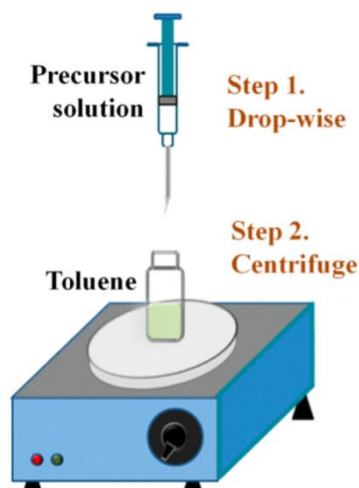 Precursor
solution
Step 1.
Drop-wise
Step 2.
Centrifuge
Toluene